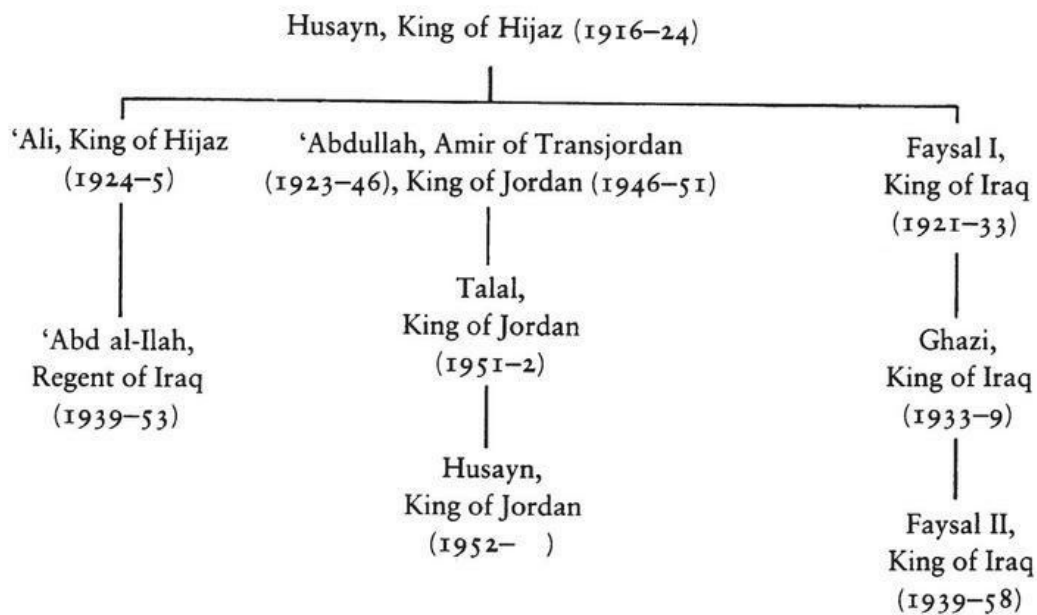 Husayn, King of Hijaz (1916–24)
‘Ali, King of Hijaz
(1924–5)
‘Abd al-Ilah,
Regent of Iraq
(1939–53)
‘Abdullah, Amir of Transjordan
(1923–46), King of Jordan (1946–51)
Talal,
King of Jordan
(1951–2)
Husayn,
King of Jordan
(1952– )
Faysal I,
King of Iraq
(1921–33)
Ghazi,
King of Iraq
(1933–9)
Faysal II,
King of Iraq
(1939–58)